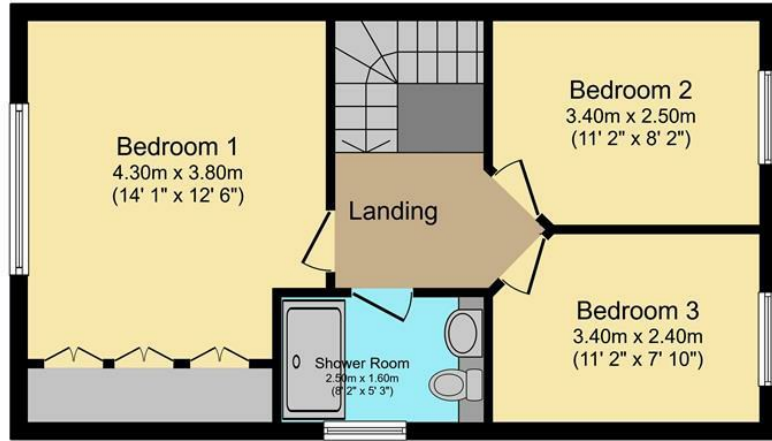 Bedroom 1
4.30m x 3.80m
(14' 1" x 12' 6")
Landing
Bedroom 2
3.40m x 2.50m
(11' 2" x 8' 2")
Bedroom 3
3.40m x 2.40m
(11' 2" x 7' 10")
Shower Room
2.50m x 1.60m
(8' 2" x 5' 3")